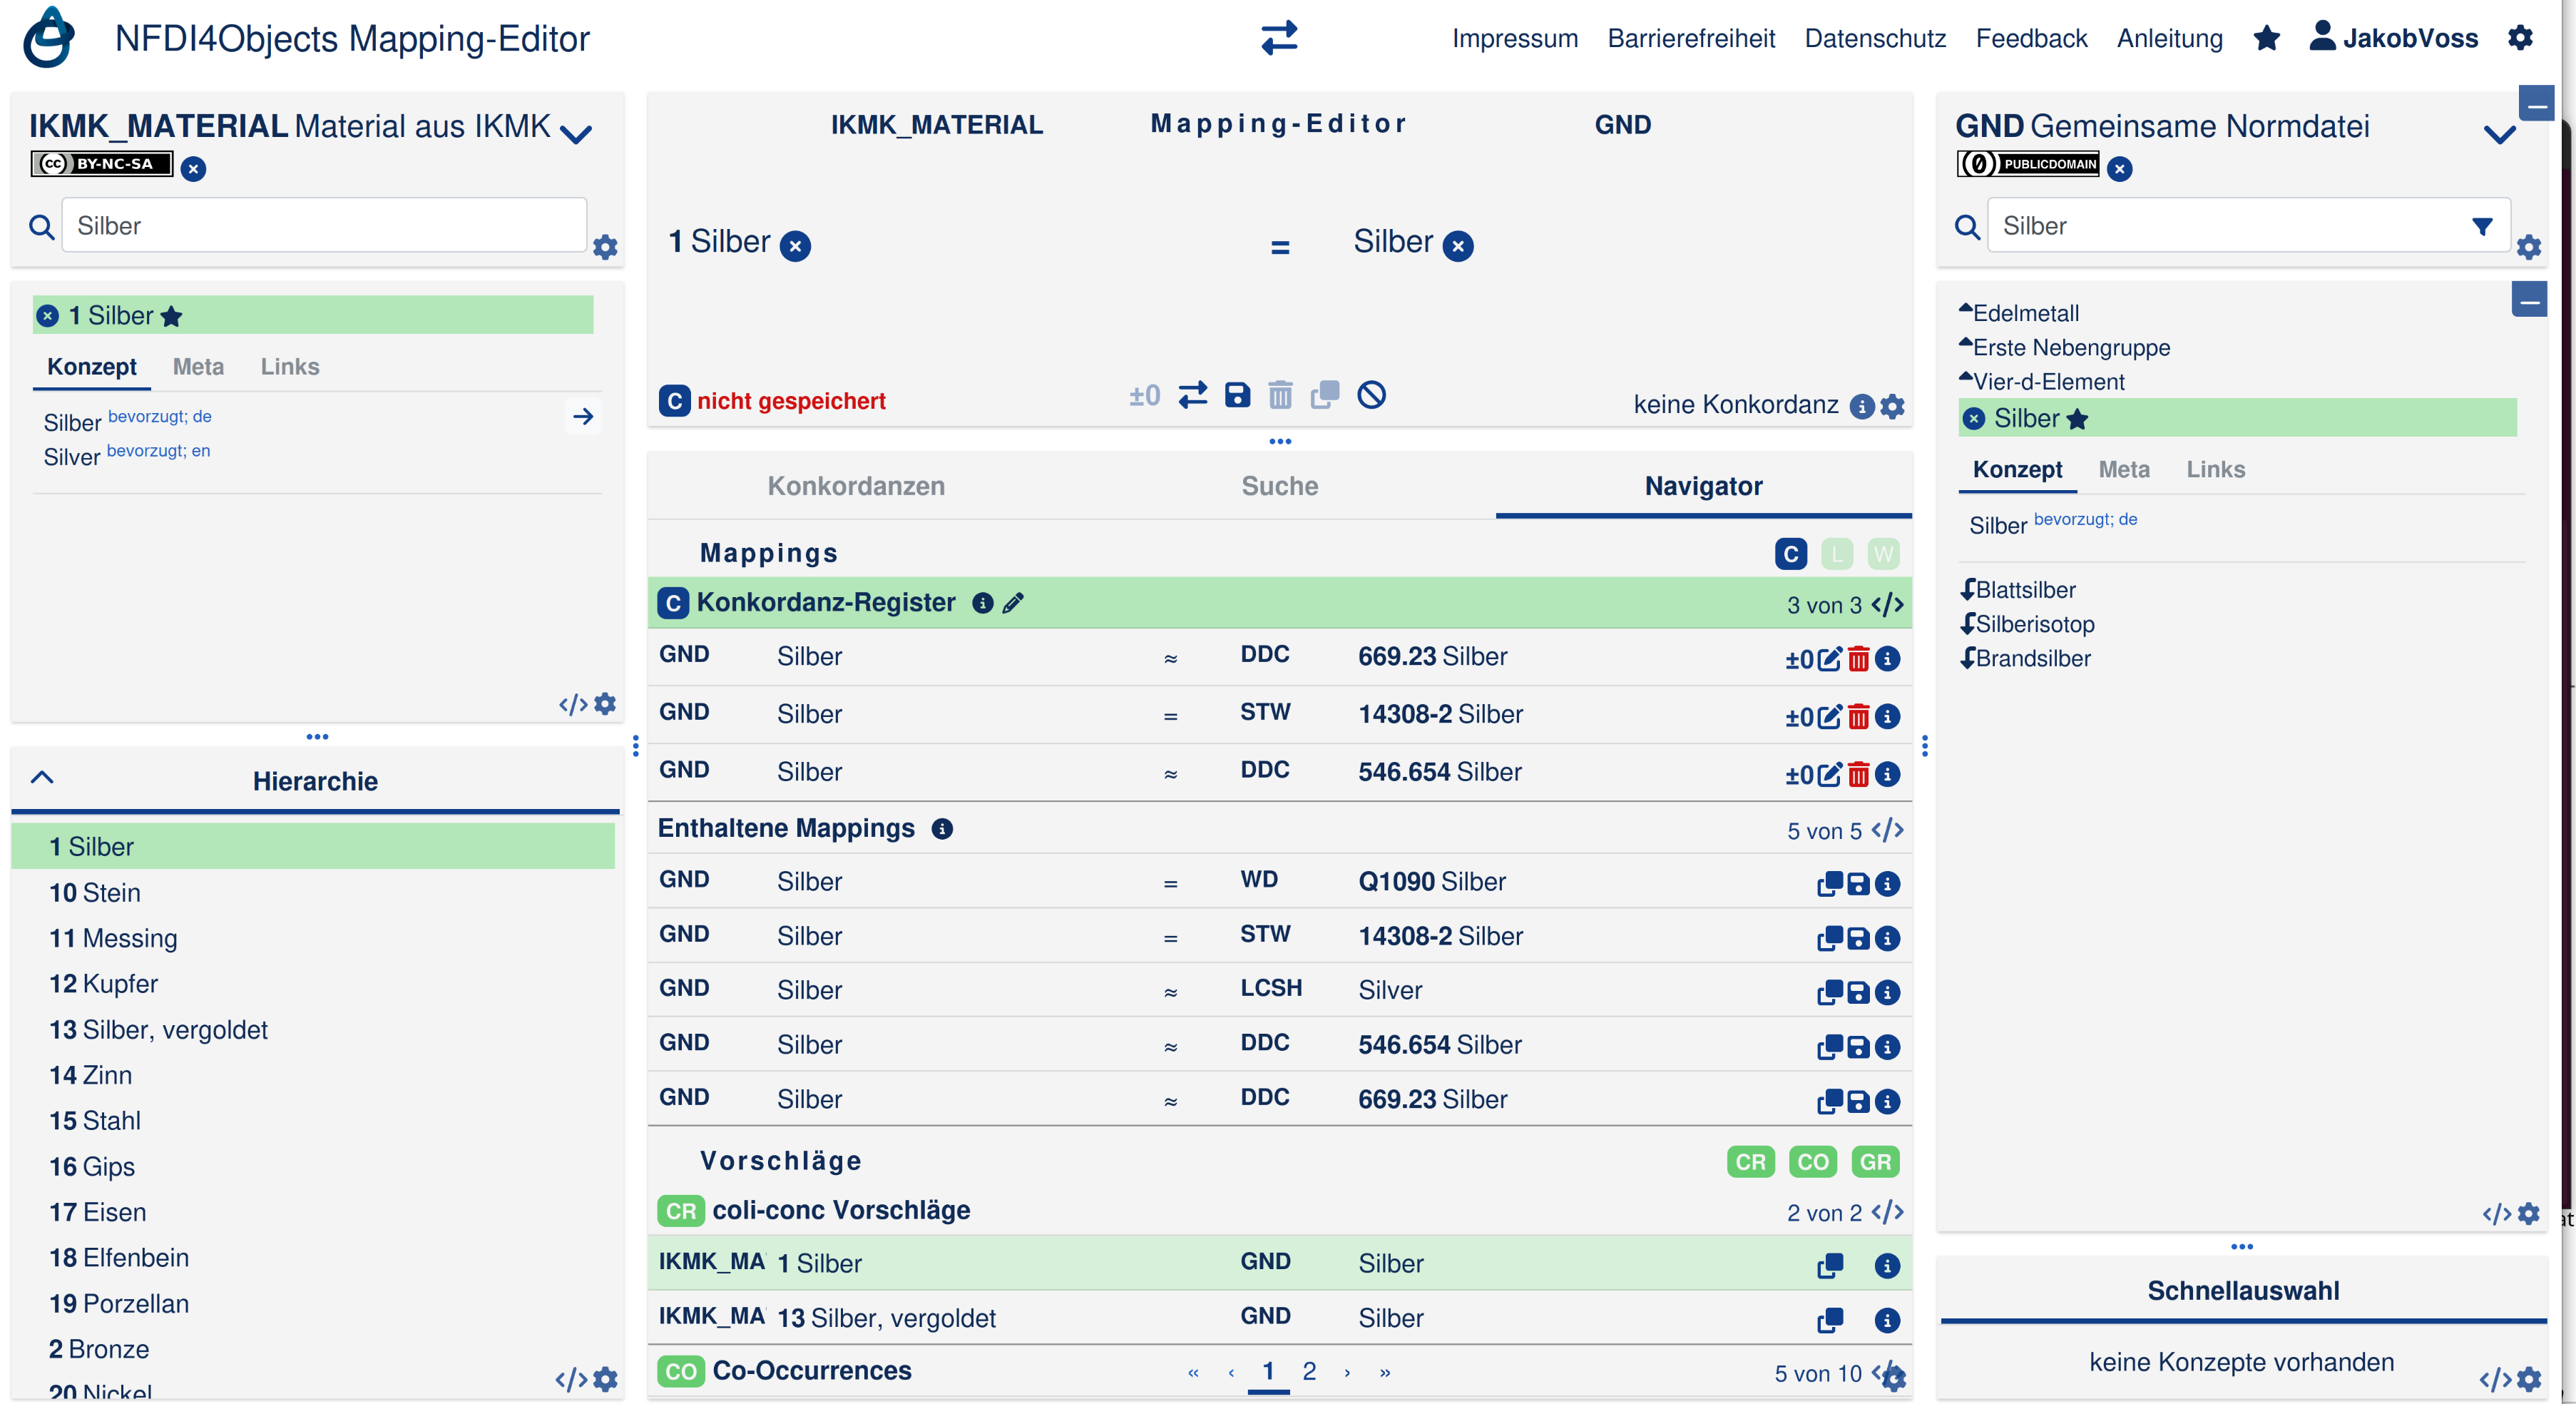 NFDI4Objects Mapping-Editor
Impressum Barrierefreiheit Datenschutz Feedback Anleitung JakobVoss
IKMK_MATERIAL Material aus IKMK
cc BY-NC-SA
Silber
1 Silber
Konzept Meta Links
Silber bevorzugt; de
Silver bevorzugt; en
</>
Hierarchie
1 Silber
10 Stein
11 Messing
12 Kupfer
13 Silber, vergoldet
14 Zinn
15 Stahl
16 Gips
17 Eisen
18 Elfenbein
19 Porzellan
2 Bronze
20 Nickel
</>
IKMK_MATERIAL Mapping-Editor GND
1 Silber = Silber
C nicht gespeichert ±0 keine Konkordanz
Konkordanzen Suche Navigator
Mappings C L W
C Konkordanz-Register 3 von 3 </>
GND Silber ≈ DDC 669.23 Silber ±0
GND Silber = STW 14308-2 Silber ±0
GND Silber ≈ DDC 546.654 Silber ±0
Enthaltene Mappings 5 von 5 </>
GND Silber = WD Q1090 Silber
GND Silber = STW 14308-2 Silber
GND Silber ≈ LCSH Silver
GND Silber ≈ DDC 546.654 Silber
GND Silber ≈ DDC 669.23 Silber
Vorschläge CR CO GR
CR coli-conc Vorschläge 2 von 2 </>
IKMK_MA 1 Silber GND Silber
IKMK_MA 13 Silber, vergoldet GND Silber
CO Co-Occurrences « ‹ 1 2 › » 5 von 10 </>
GND Gemeinsame Normdatei
PUBLICDOMAIN
Silber
Edelmetall
Erste Nebengruppe
Vier-d-Element
Silber
Konzept Meta Links
Silber bevorzugt; de
Blattsilber
Silberisotop
Brandsilber
</>
Schnellauswahl
keine Konzepte vorhanden
</>